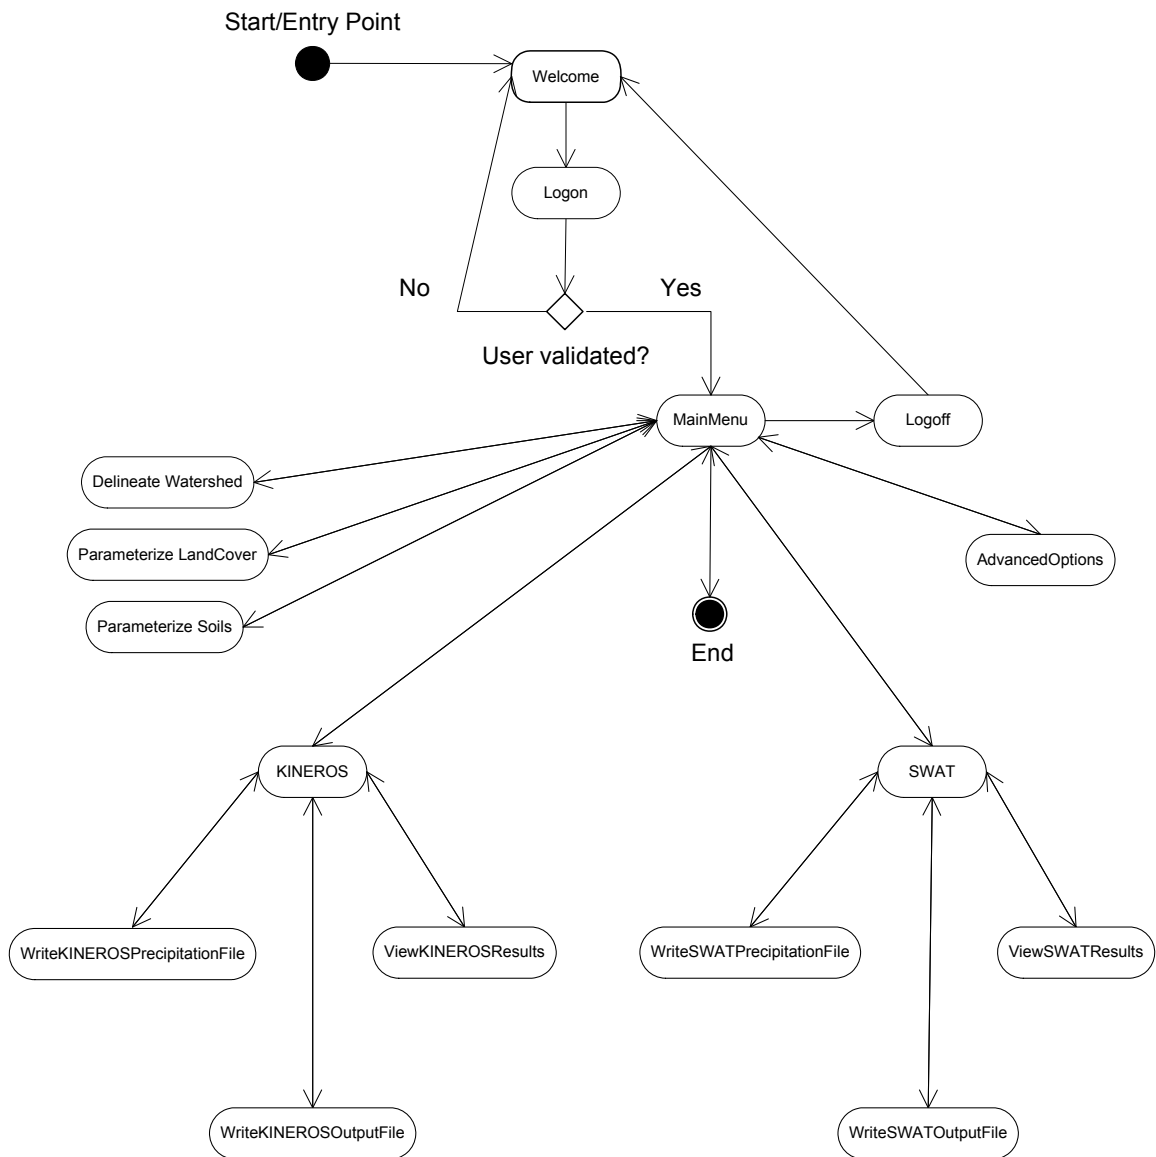 Start/Entry Point
Welcome
Logon
No
Yes
User validated?
MainMenu
Logoff
Delineate Watershed
Parameterize LandCover
AdvancedOptions
Parameterize Soils
End
KINEROS
SWAT
WriteKINEROSPrecipitationFile
ViewKINEROSResults
WriteSWATPrecipitationFile
ViewSWATResults
WriteKINEROSOutputFile
WriteSWATOutputFile